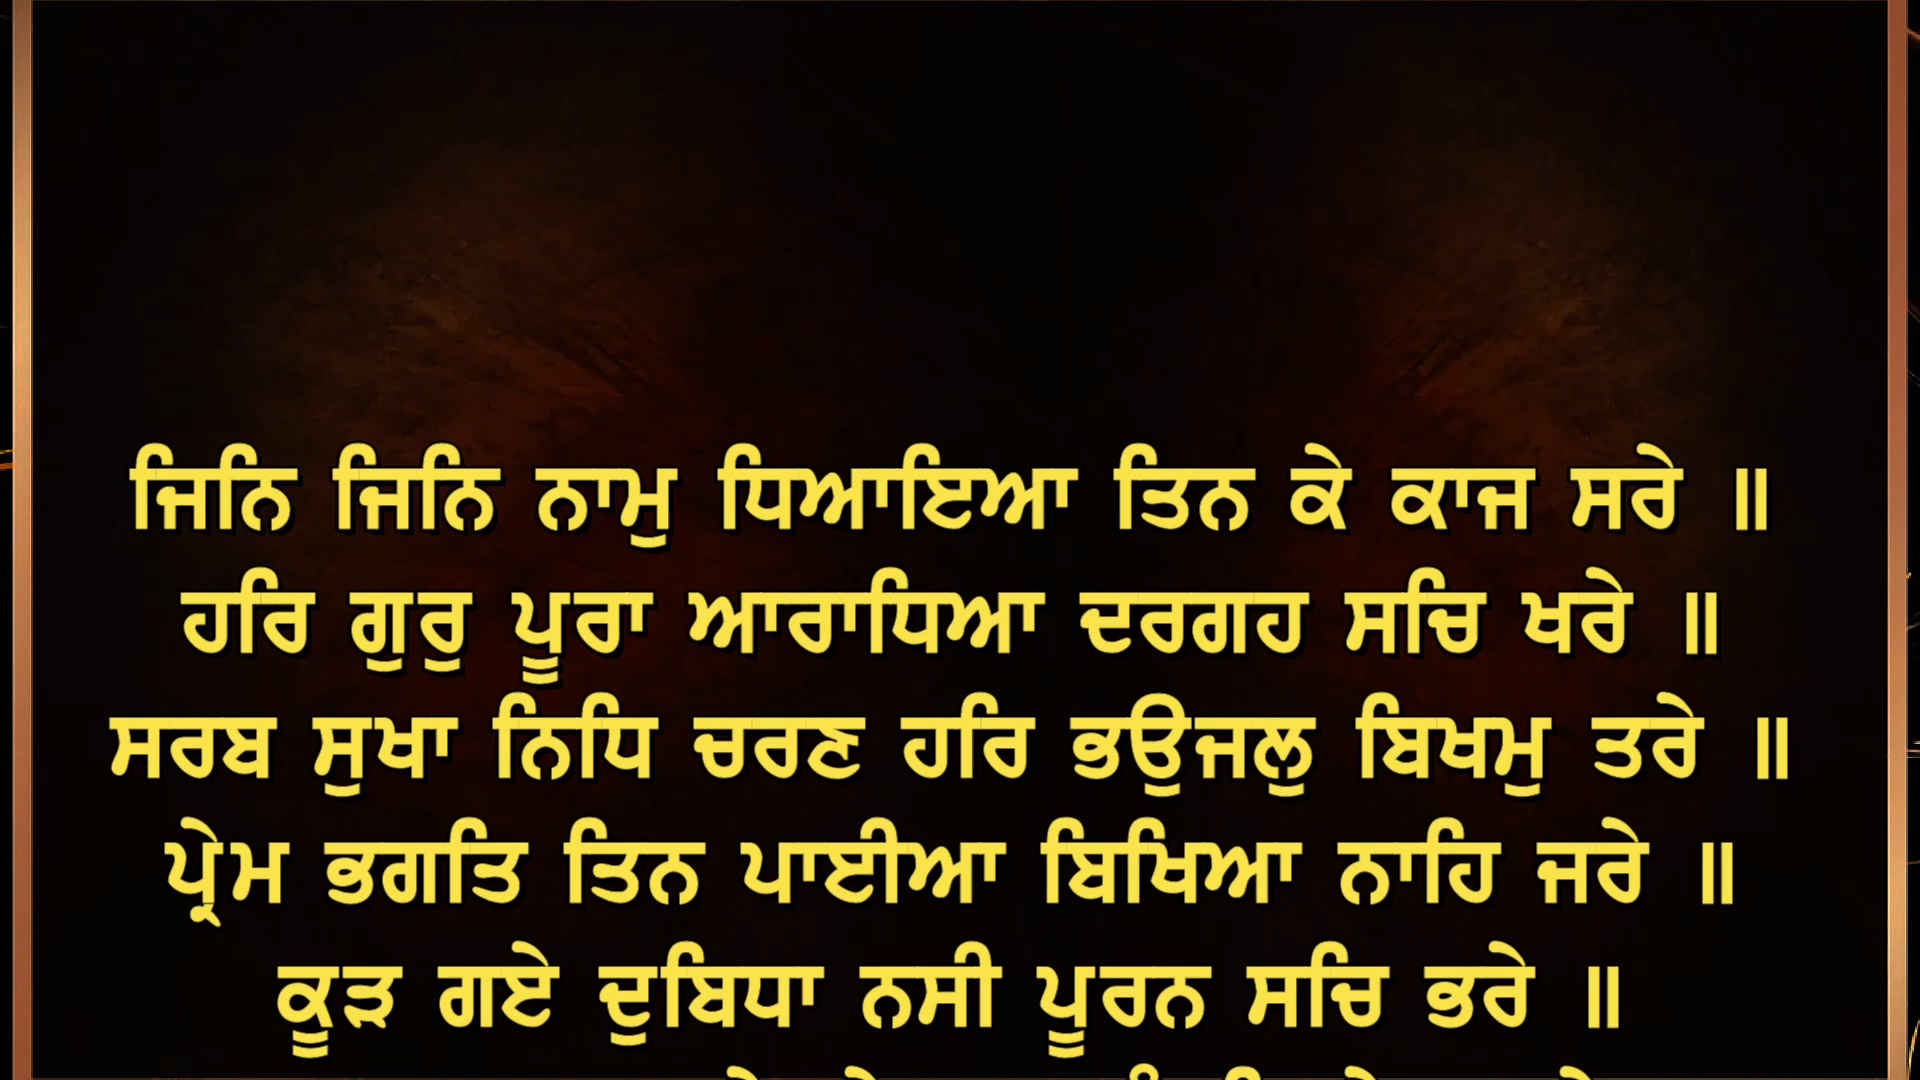 ਜਿਨਿ ਜਿਨਿ ਨਾਮੁ ਧਿਆਇਆ ਤਿਨ ਕੇ ਕਾਜ ਸਰੇ ॥
ਹਰਿ ਗੁਰੁ ਪੂਰਾ ਆਰਾਧਿਆ ਦਰਗਹ ਸਚਿ ਖਰੇ ॥
ਸਰਬ ਸੁਖਾ ਨਿਧਿ ਚਰਣ ਹਰਿ ਭਉਜਲੁ ਬਿਖਮੁ ਤਰੇ ॥
ਪ੍ਰੇਮ ਭਗਤਿ ਤਿਨ ਪਾਈਆ ਬਿਖਿਆ ਨਾਹਿ ਜਰੇ ॥
ਕੂੜ ਗਏ ਦੁਬਿਧਾ ਨਸੀ ਪੂਰਨ ਸਚਿ ਭਰੇ ॥